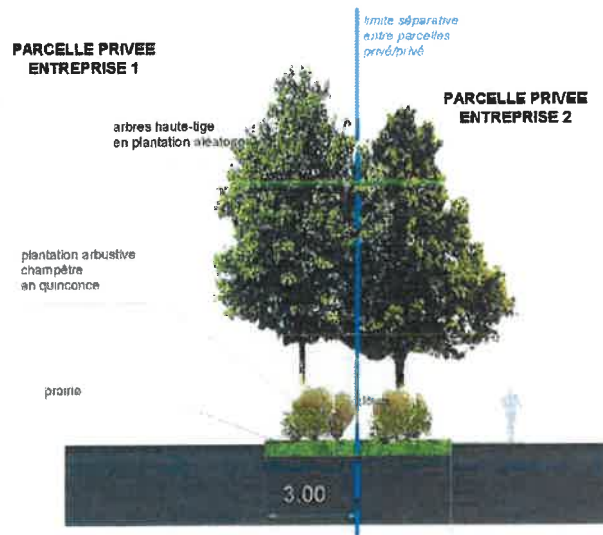 limite séparative
entre parcelles
privé/privé
PARCELLE PRIVEE
ENTREPRISE 1
PARCELLE PRIVEE
ENTREPRISE 2
arbres haute-tige
en plantation aléatoire
plantation arbustive
champêtre
en quinconce
prairie
3.00